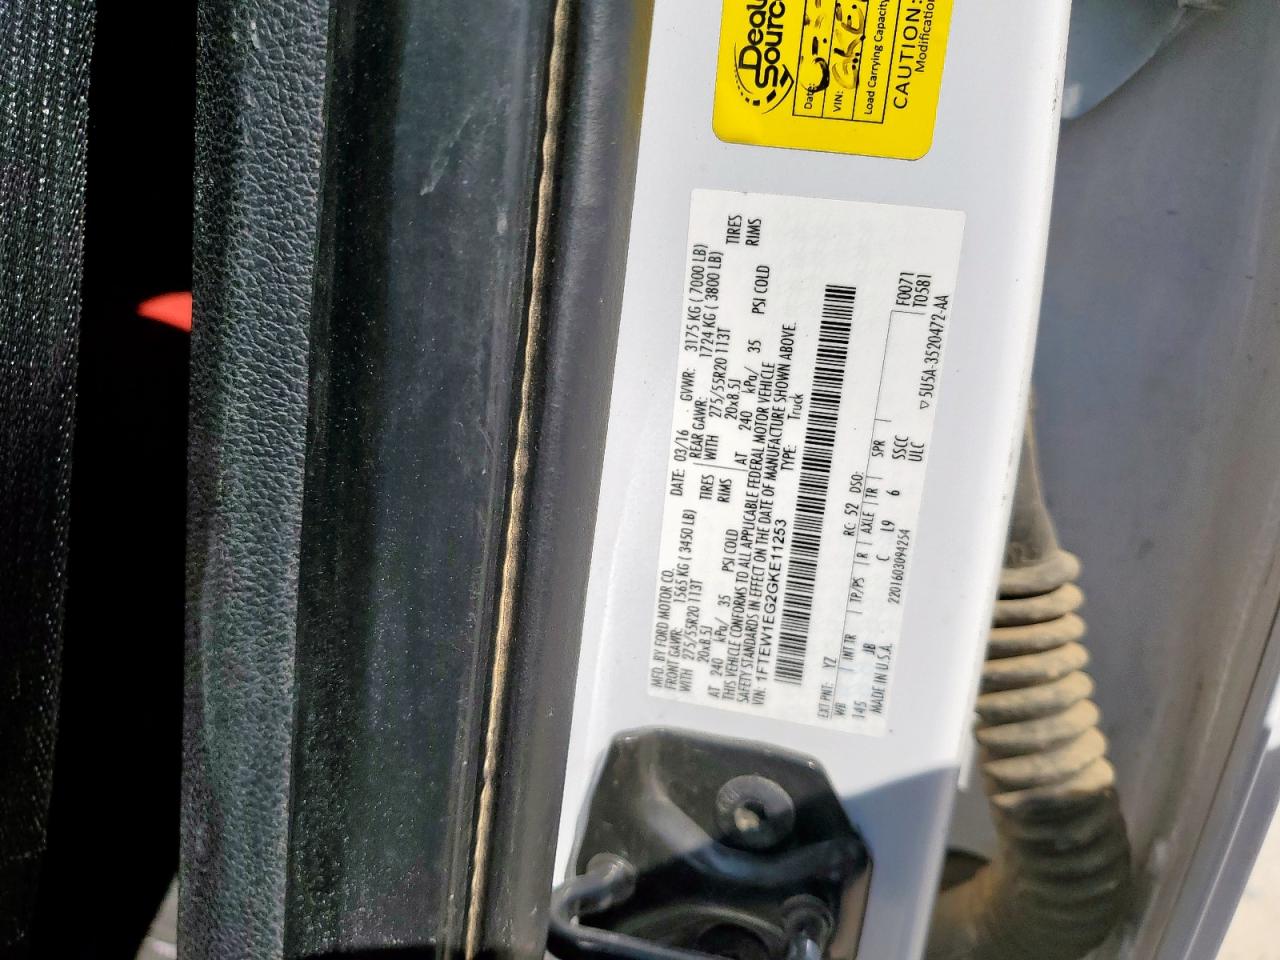 Deal
Source
Date:
VIN: GKE1
Load Carrying Capacity
CAUTION:
Modification
MFD. BY FORD MOTOR CO. DATE: 03/16 GVWR: 3175 KG ( 7000 LB)
FRONT GAWR: 1565 KG ( 3450 LB) REAR GAWR: 1724 KG ( 3800 LB)
WITH 275/55R20 113T TIRES WITH 275/55R20 113T TIRES
20x8.5J RIMS 20x8.5J RIMS
AT 240 kPa/ 35 PSI COLD AT 240 kPa/ 35 PSI COLD
THIS VEHICLE CONFORMS TO ALL APPLICABLE FEDERAL MOTOR VEHICLE
SAFETY STANDARDS IN EFFECT ON THE DATE OF MANUFACTURE SHOWN ABOVE.
VIN: 1FTEW1EG2GKE11253 TYPE: Truck
EXT PNT: YZ RC: 52 DSO:
WB INT TR TP/PS R AXLE TR SPR F0071
145 JB C L9 6 SSCC T0581
MADE IN U.S.A. 2201603094254 ULC ▽5U5A-3520472-AA